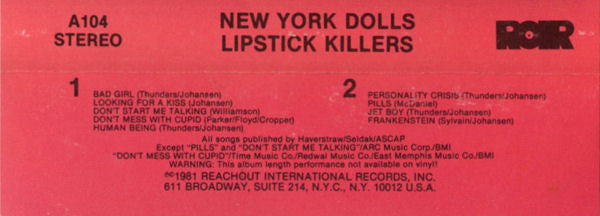 A104
STEREO
NEW YORK DOLLS
LIPSTICK KILLERS
ROIR
1
BAD GIRL (Thunders/Johansen)
LOOKING FOR A KISS (Johansen)
DON'T START ME TALKING (Williamson)
DON'T MESS WITH CUPID (Parker/Floyd/Cropper)
HUMAN BEING (Thunders/Johansen)
2
PERSONALITY CRISIS (Thunders/Johansen)
PILLS (McDaniel)
JET BOY (Thunders/Johansen)
FRANKENSTEIN (Sylvain/Johansen)
All songs published by Haverstraw/Seldak/ASCAP
Except "PILLS" and "DON'T START ME TALKING"/ARC Music Corp./BMI
"DON'T MESS WITH CUPID"/Time Music Co./Redwal Music Co./East Memphis Music Co./BMI
WARNING: This album length performance not available on vinyl!
℗©1981 REACHOUT INTERNATIONAL RECORDS, INC.
611 BROADWAY, SUITE 214, N.Y.C., N.Y. 10012 U.S.A.